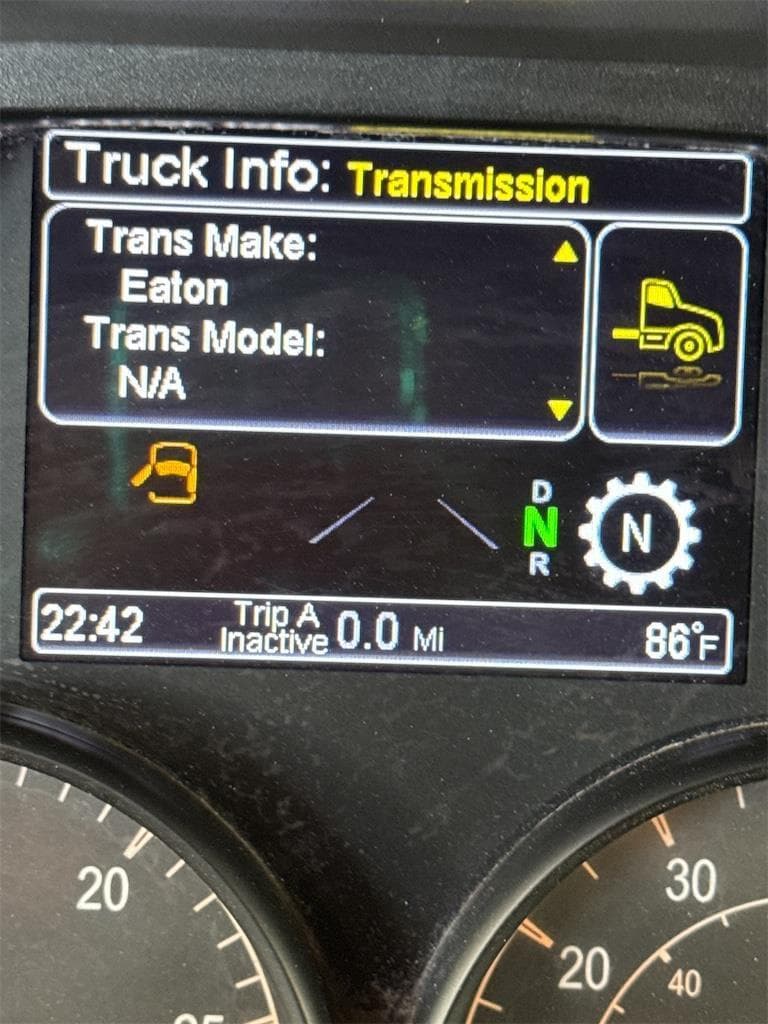 Truck Info: Transmission
Trans Make:
Eaton
Trans Model:
N/A
D
N
R
N
22:42
Trip A
Inactive
0.0 Mi
86°F
20
30
20
40